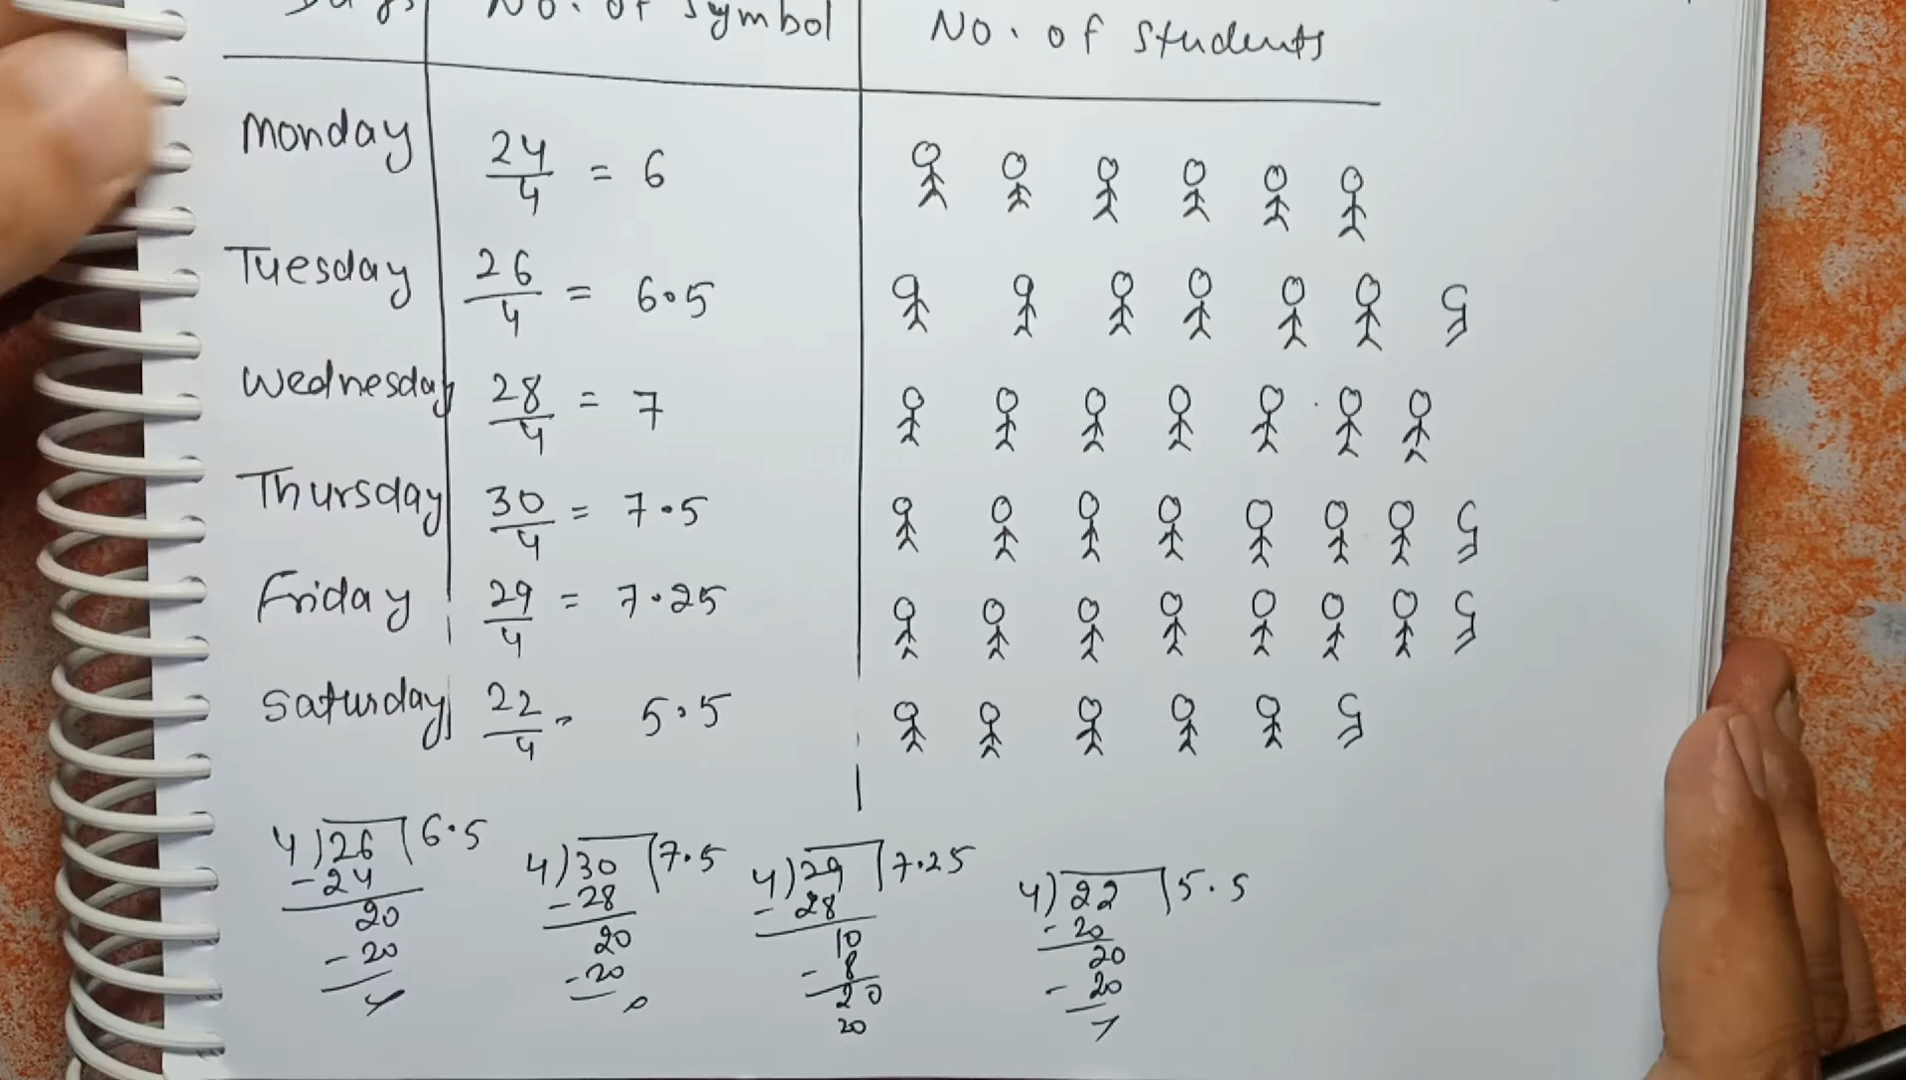 Days No. of symbol No. of students
Monday 24/4 = 6
Tuesday 26/4 = 6.5
Wednesday 28/4 = 7
Thursday 30/4 = 7.5
Friday 29/4 = 7.25
Saturday 22/4 = 5.5
4)26(6.5 4)30(7.5 4)29(7.25 4)22(5.5
-24 -28 -28 -20
20 20 10 20
-20 -20 -8 -20
0 20
20